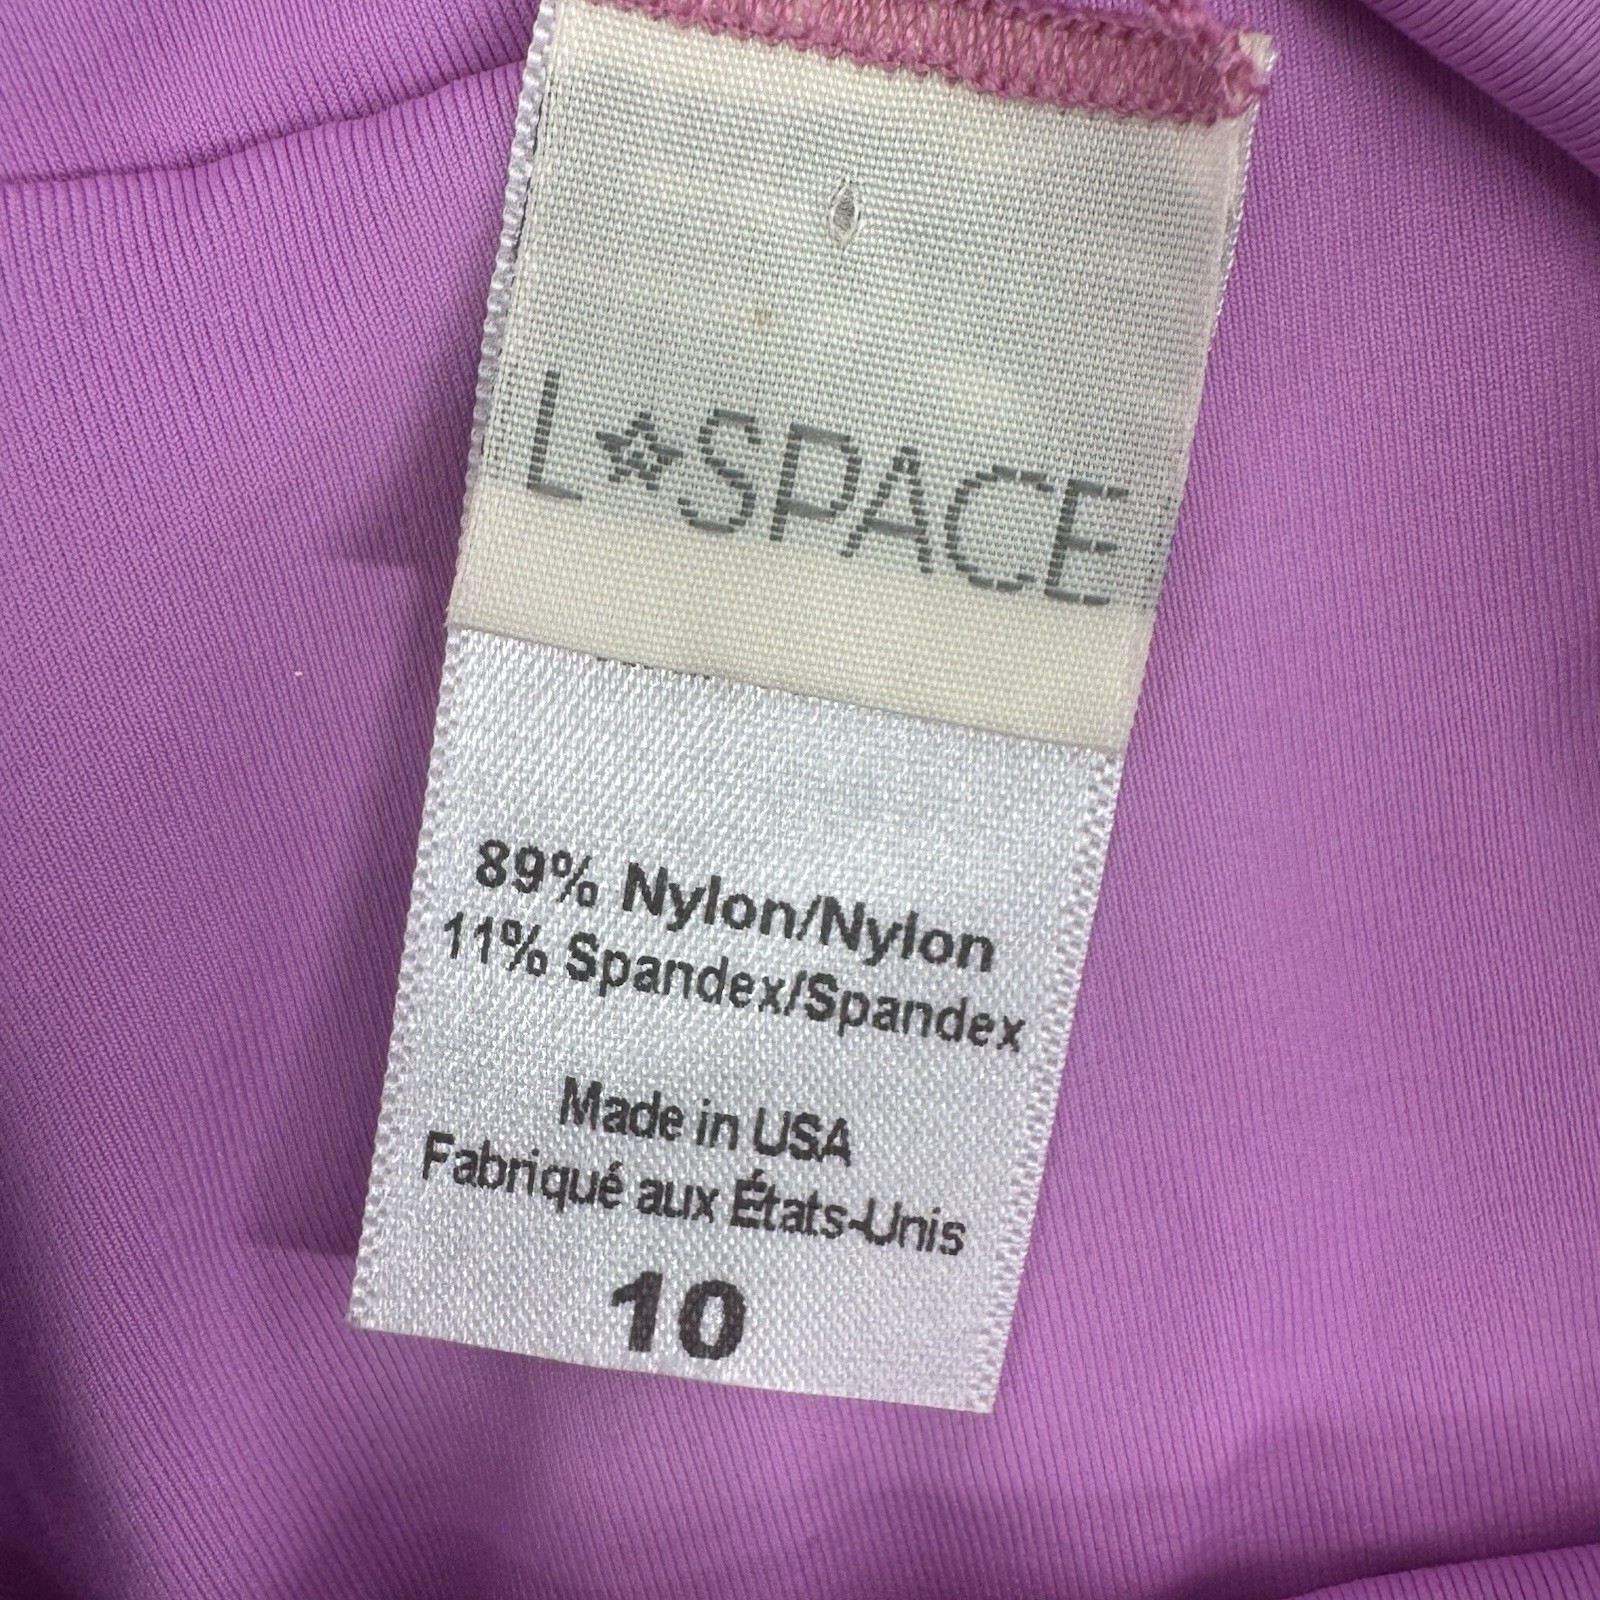 L★SPACE
89% Nylon/Nylon
11% Spandex/Spandex
Made in USA
Fabriqué aux États-Unis
10